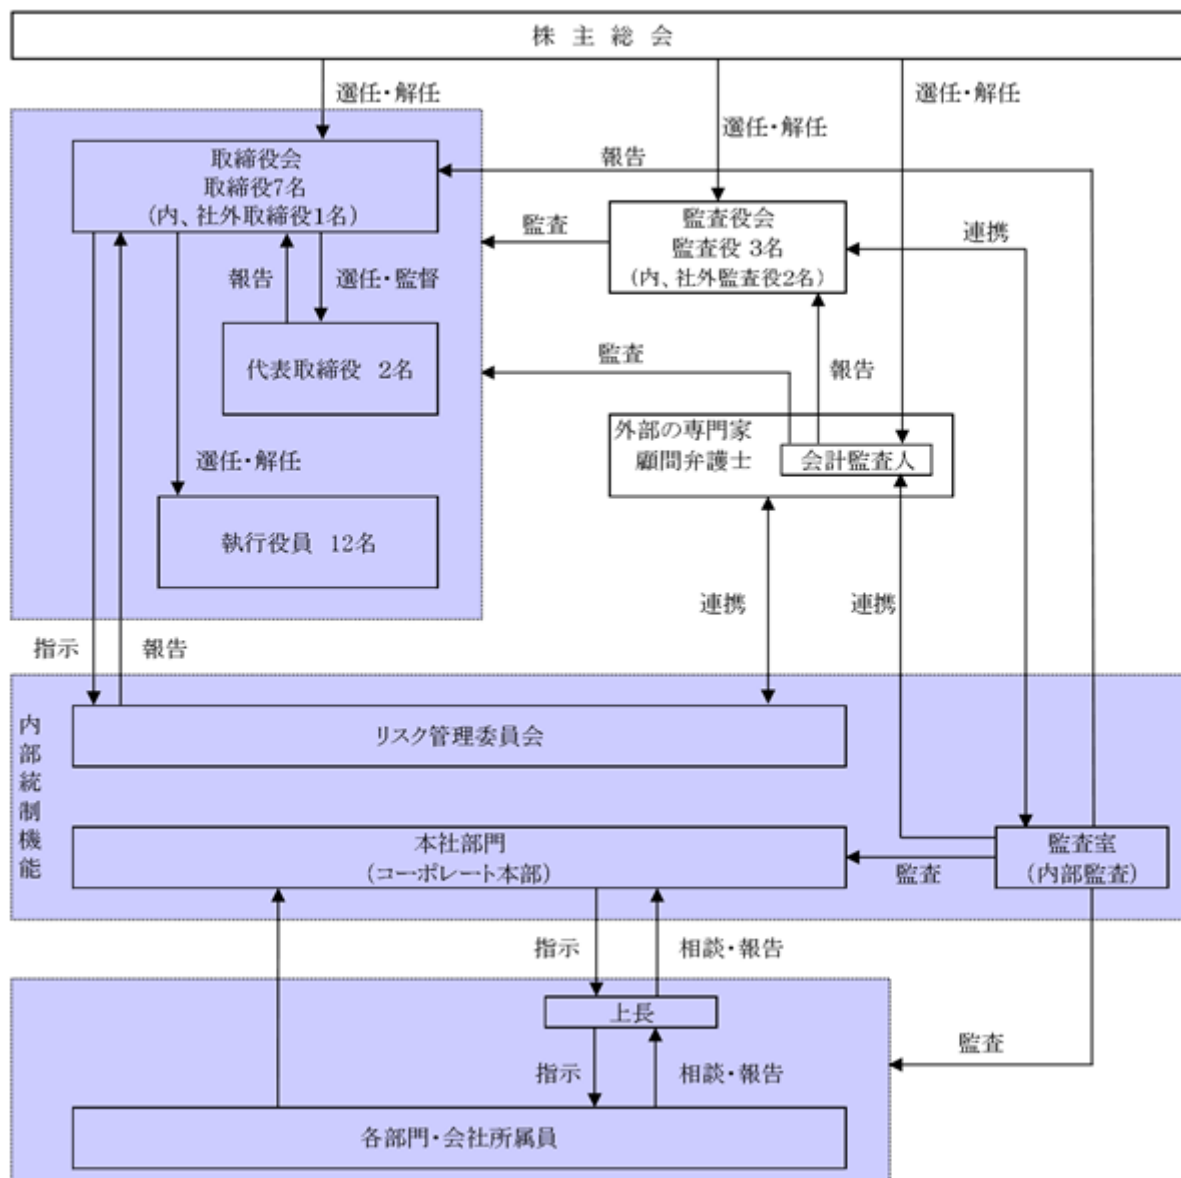 株 主 総 会
選任・解任
選任・解任
選任・解任
取締役会
取締役7名
（内、社外取締役1名）
報告
監査役会
監査役 3名
（内、社外監査役2名）
監査
連携
報告
選任・監督
代表取締役 2名
監査
報告
外部の専門家
顧問弁護士
会計監査人
選任・解任
執行役員 12名
連携
連携
指示
報告
内部統制機能
リスク管理委員会
本社部門
（コーポレート本部）
監査
監査室
（内部監査）
指示
相談・報告
上長
監査
指示
相談・報告
各部門・会社所属員